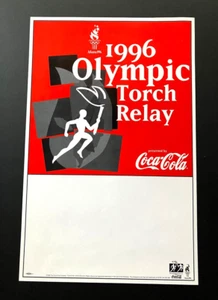 1996
Olympic
Torch
Relay
presented by
Coca-Cola